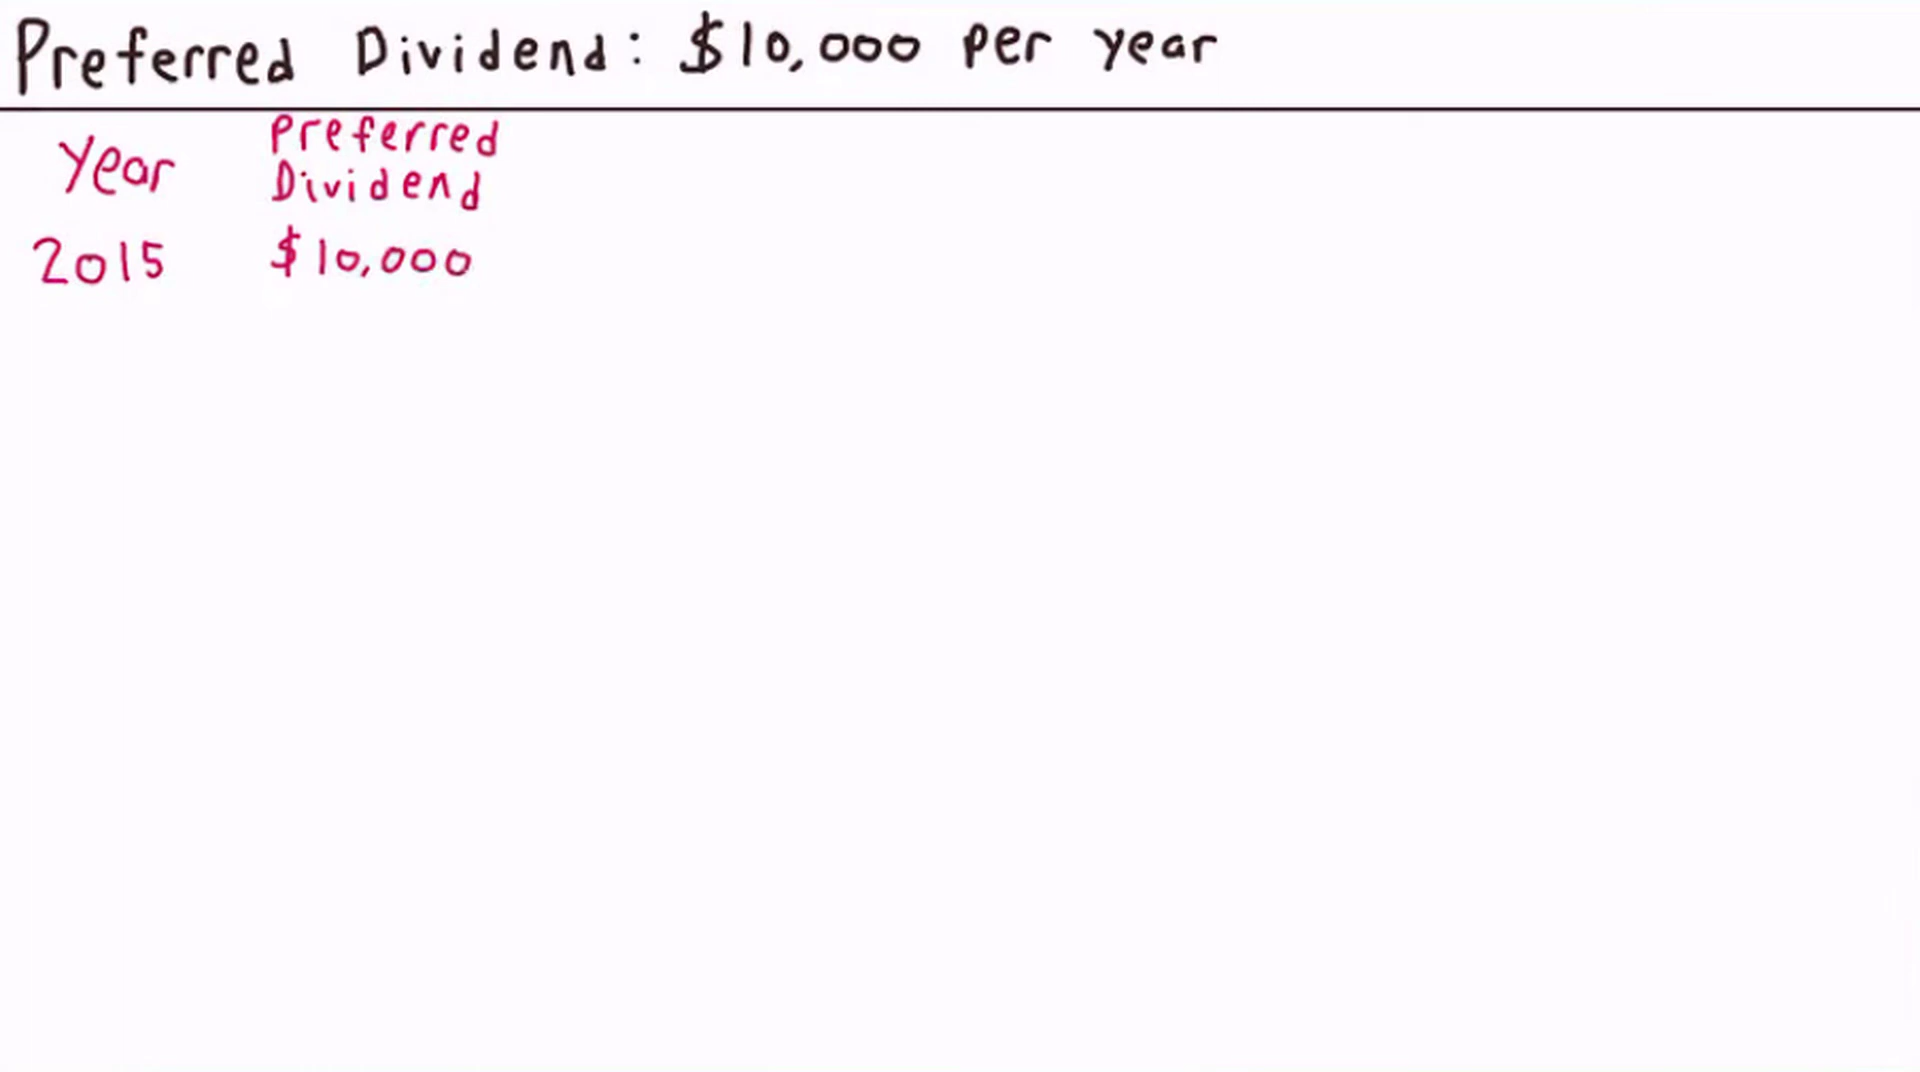 Preferred Dividend: $10,000 per year
Year Preferred Dividend
2015 $10,000